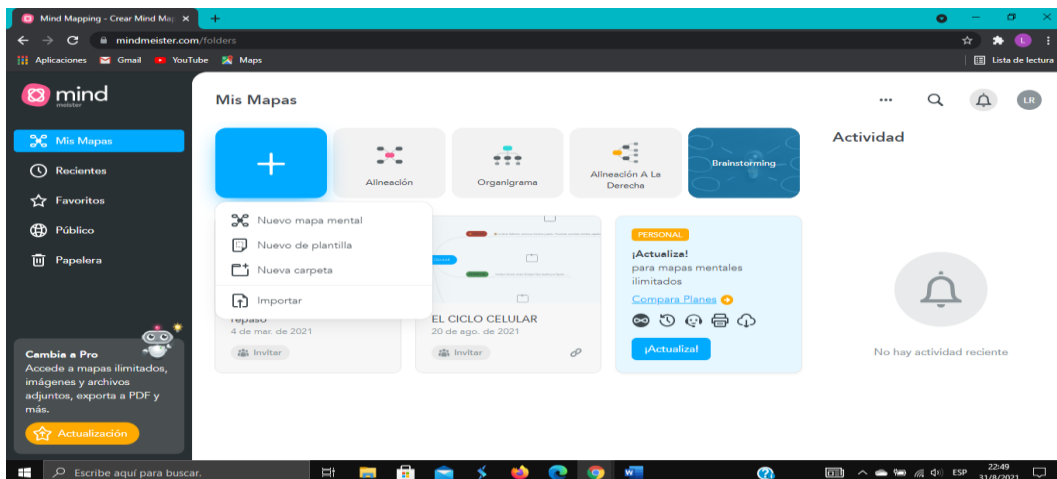 Mind Mapping - Crear Mind Ma
mindmeister.com/folders
Aplicaciones Gmail YouTube Maps Lista de lectura
mind
meister
Mis Mapas
Recientes
Favoritos
Público
Papelera
Cambia a Pro
Accede a mapas ilimitados,
imágenes y archivos
adjuntos, exporta a PDF y
más.
Actualización
Mis Mapas
LR
Alineación
Organigrama
Alineación A La
Derecha
Brainstorming
Nuevo mapa mental
Nuevo de plantilla
Nueva carpeta
Importar
repaso
4 de mar. de 2021
Invitar
EL CICLO CELULAR
20 de ago. de 2021
Invitar
PERSONAL
¡Actualiza!
para mapas mentales
ilimitados
Compara Planes
¡Actualiza!
Actividad
No hay actividad reciente
Escribe aquí para buscar.
ESP
22:49
31/8/2021